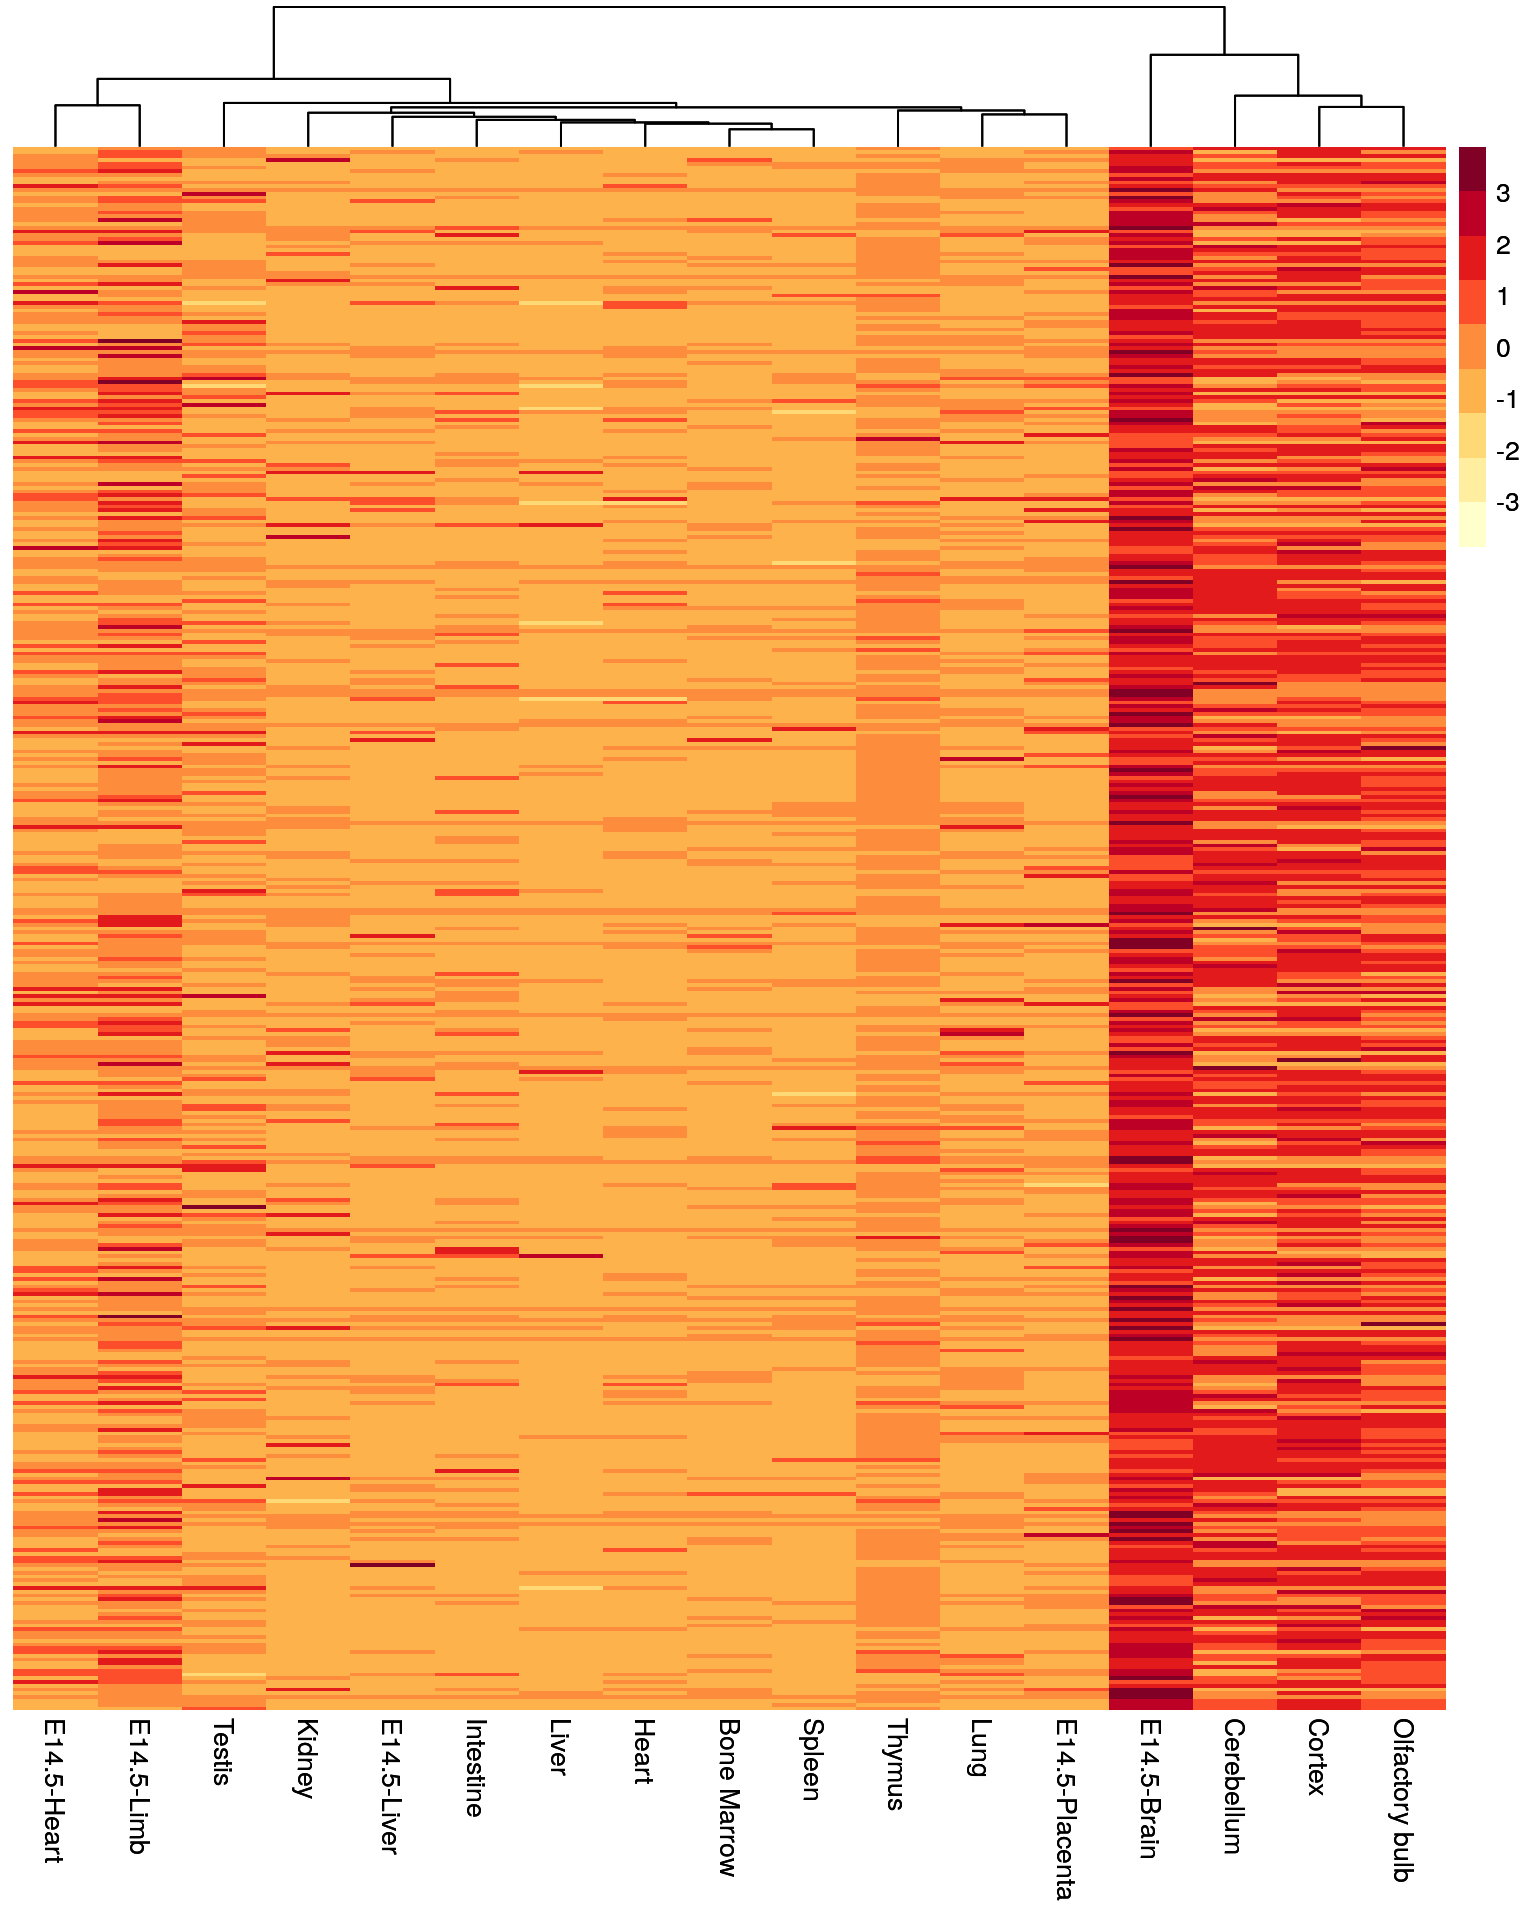 3
2
1
0
-1
-2
-3
E14.5-Heart
E14.5-Limb
Testis
Kidney
E14.5-Liver
Intestine
Liver
Heart
Bone Marrow
Spleen
Thymus
Lung
E14.5-Placenta
E14.5-Brain
Cerebellum
Cortex
Olfactory bulb